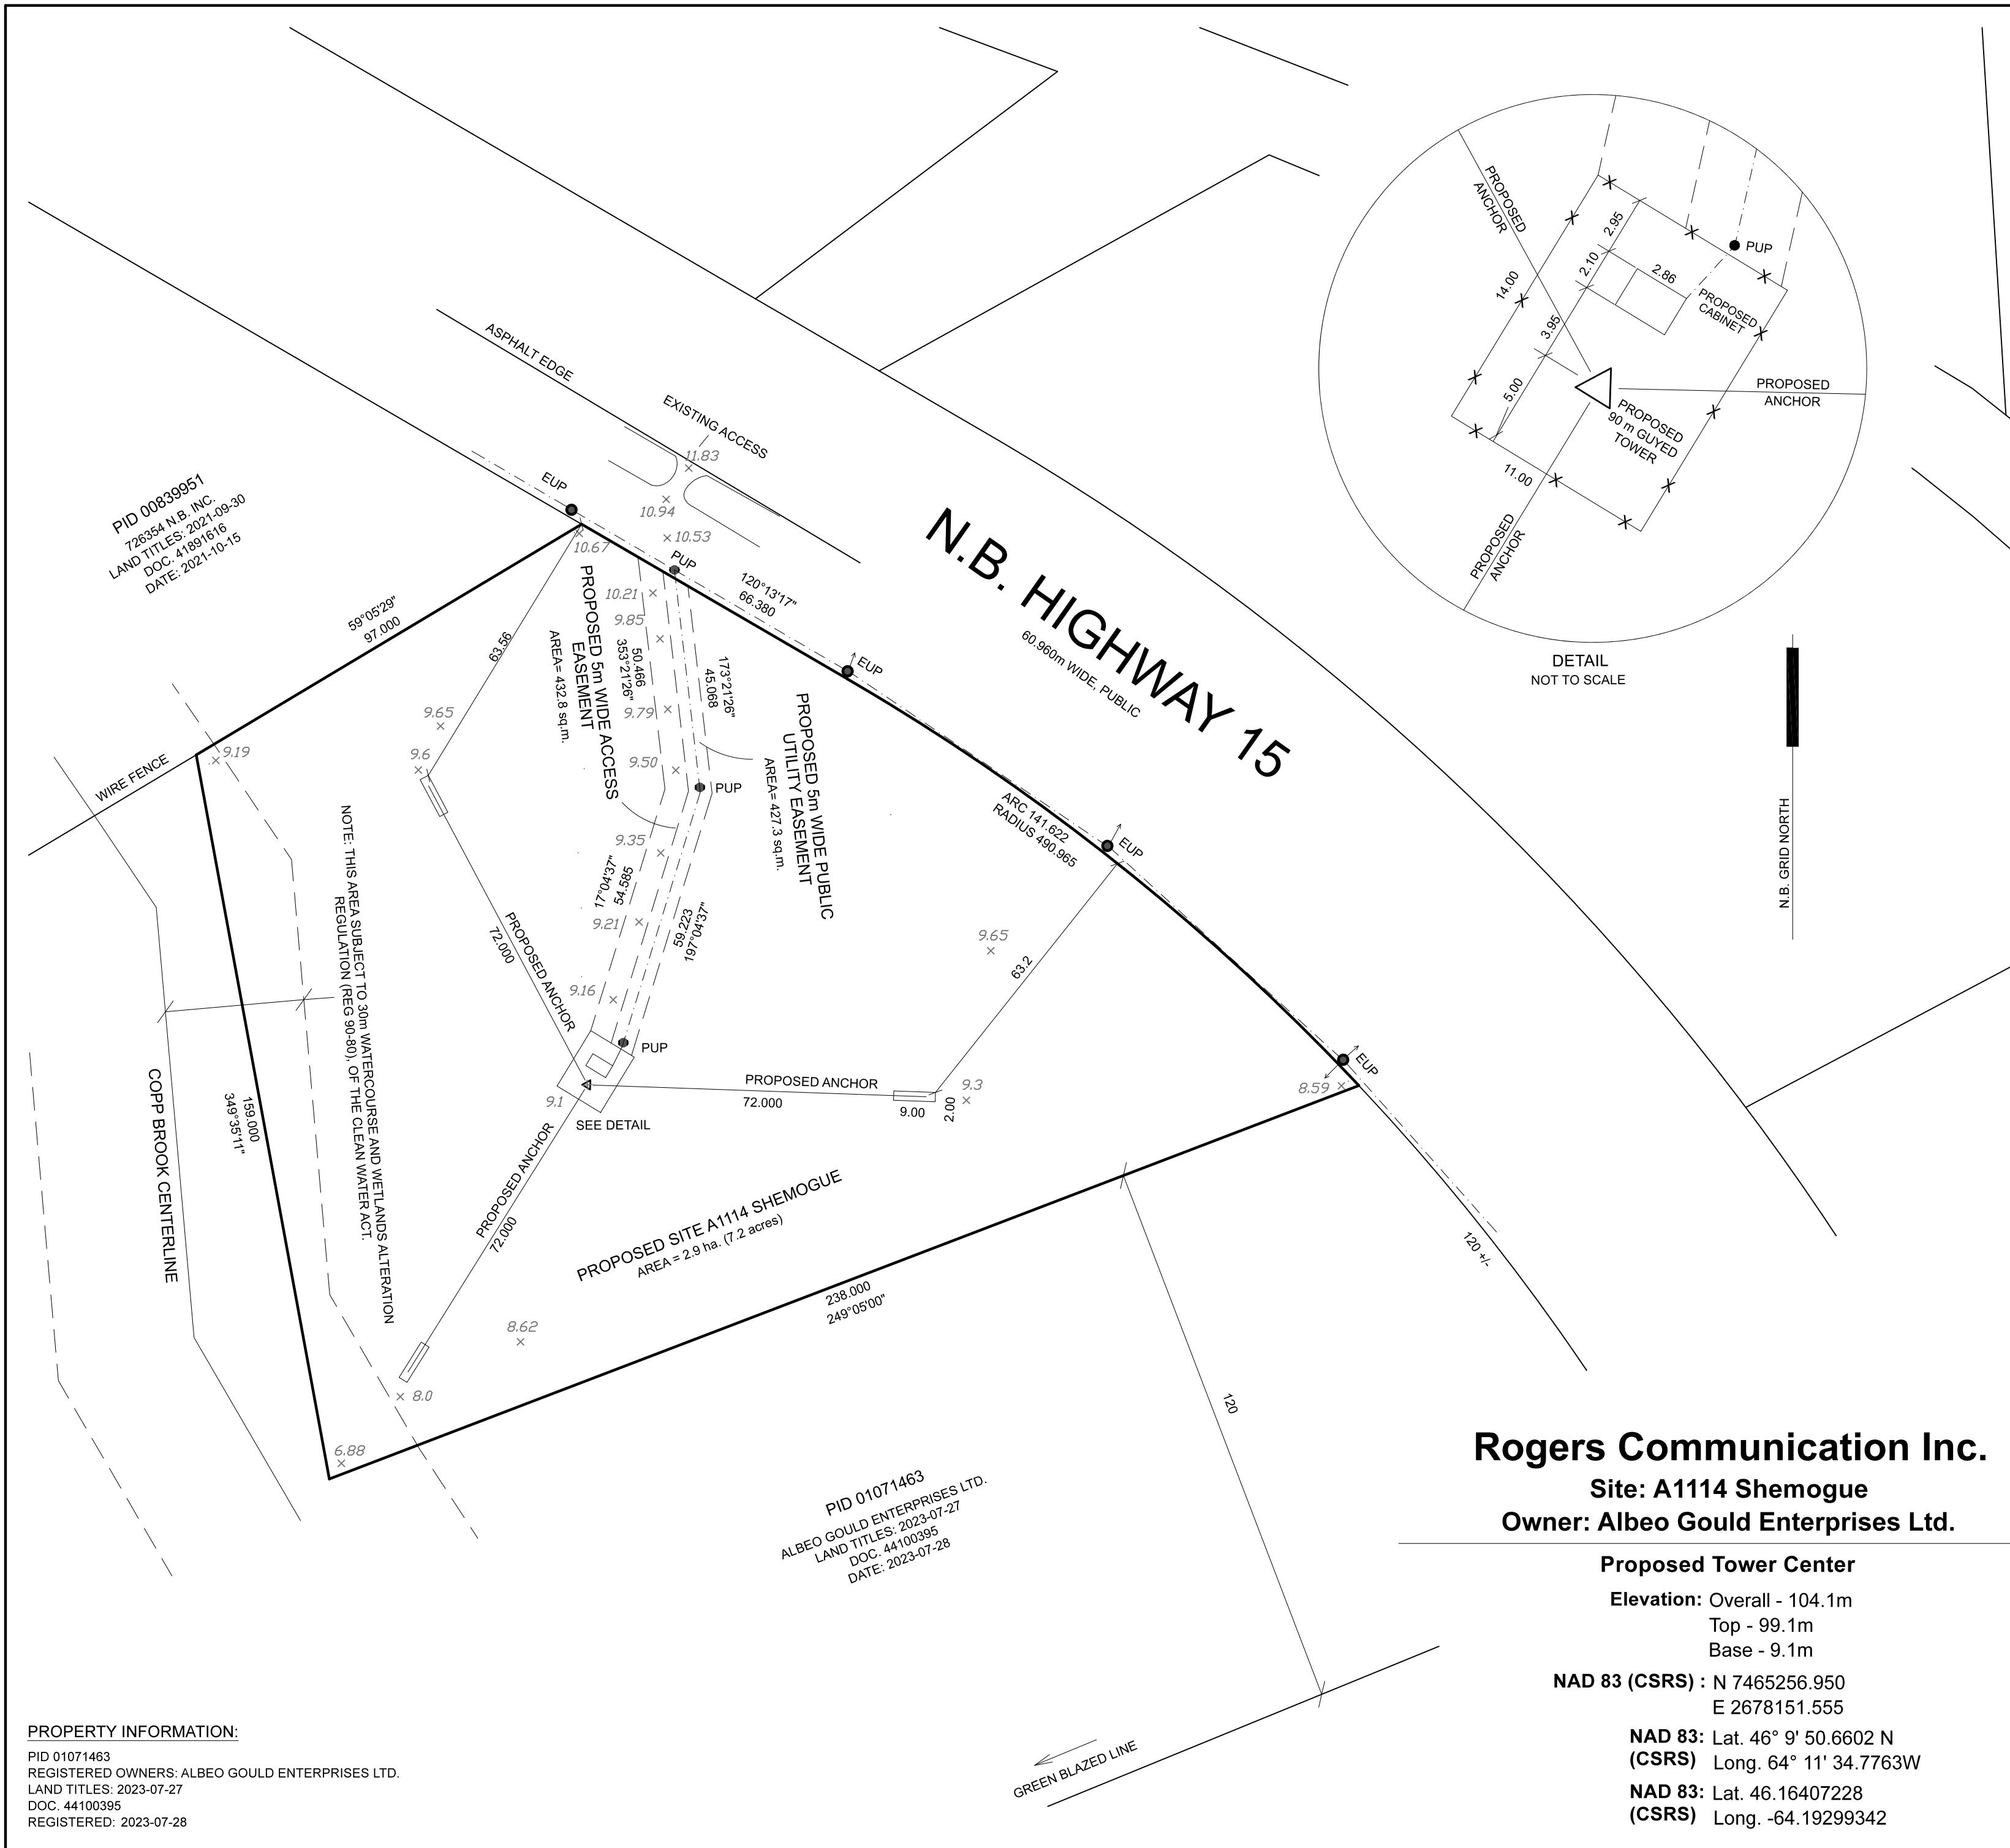 PROPOSED
ANCHOR
2.95
2.10
2.86
PUP
14.00
PROPOSED
CABINET
3.95
5.00
PROPOSED
ANCHOR
PROPOSED
90 m GUYED
TOWER
11.00
PROPOSED
ANCHOR
DETAIL
NOT TO SCALE
N.B. GRID NORTH
ASPHALT EDGE
EXISTING ACCESS
11.83
10.94
10.53
EUP
10.67
PUP
PID 00839951
726354 N.B. INC.
LAND TITLES: 2021-09-30
DOC. 41891616
DATE: 2021-10-15
59°05'29"
97.000
120°13'17"
66.380
N.B. HIGHWAY 15
60.960m WIDE, PUBLIC
EUP
63.56
PROPOSED 5m WIDE ACCESS
EASEMENT
AREA= 432.8 sq.m.
10.21
9.85
50.466
353°21'26"
173°21'26"
45.068
9.79
9.50
PROPOSED 5m WIDE PUBLIC
UTILITY EASEMENT
AREA= 427.3 sq.m.
9.65
9.6
9.19
WIRE FENCE
PUP
9.35
ARC 141.622
RADIUS 490.965
EUP
17°04'37"
54.585
9.21
59.223
197°04'37"
9.16
PROPOSED ANCHOR
72.000
9.65
63.2
NOTE: THIS AREA SUBJECT TO 30m WATERCOURSE AND WETLANDS ALTERATION
REGULATION (REG 90-80), OF THE CLEAN WATER ACT.
COPP BROOK CENTERLINE
159.000
349°35'11"
PUP
9.1
SEE DETAIL
PROPOSED ANCHOR
72.000
9.00
2.00
9.3
EUP
8.59
PROPOSED ANCHOR
72.000
PROPOSED SITE A1114 SHEMOGUE
AREA = 2.9 ha. (7.2 acres)
238.000
249°05'00"
120 +/-
8.62
8.0
6.88
120
PID 01071463
ALBEO GOULD ENTERPRISES LTD.
LAND TITLES: 2023-07-27
DOC. 44100395
DATE: 2023-07-28
GREEN BLAZED LINE
Rogers Communication Inc.
Site: A1114 Shemogue
Owner: Albeo Gould Enterprises Ltd.
Proposed Tower Center
Elevation: Overall - 104.1m
Top - 99.1m
Base - 9.1m
NAD 83 (CSRS) : N 7465256.950
E 2678151.555
NAD 83: Lat. 46° 9' 50.6602 N
(CSRS) Long. 64° 11' 34.7763W
NAD 83: Lat. 46.16407228
(CSRS) Long. -64.19299342
PROPERTY INFORMATION:
PID 01071463
REGISTERED OWNERS: ALBEO GOULD ENTERPRISES LTD.
LAND TITLES: 2023-07-27
DOC. 44100395
REGISTERED: 2023-07-28